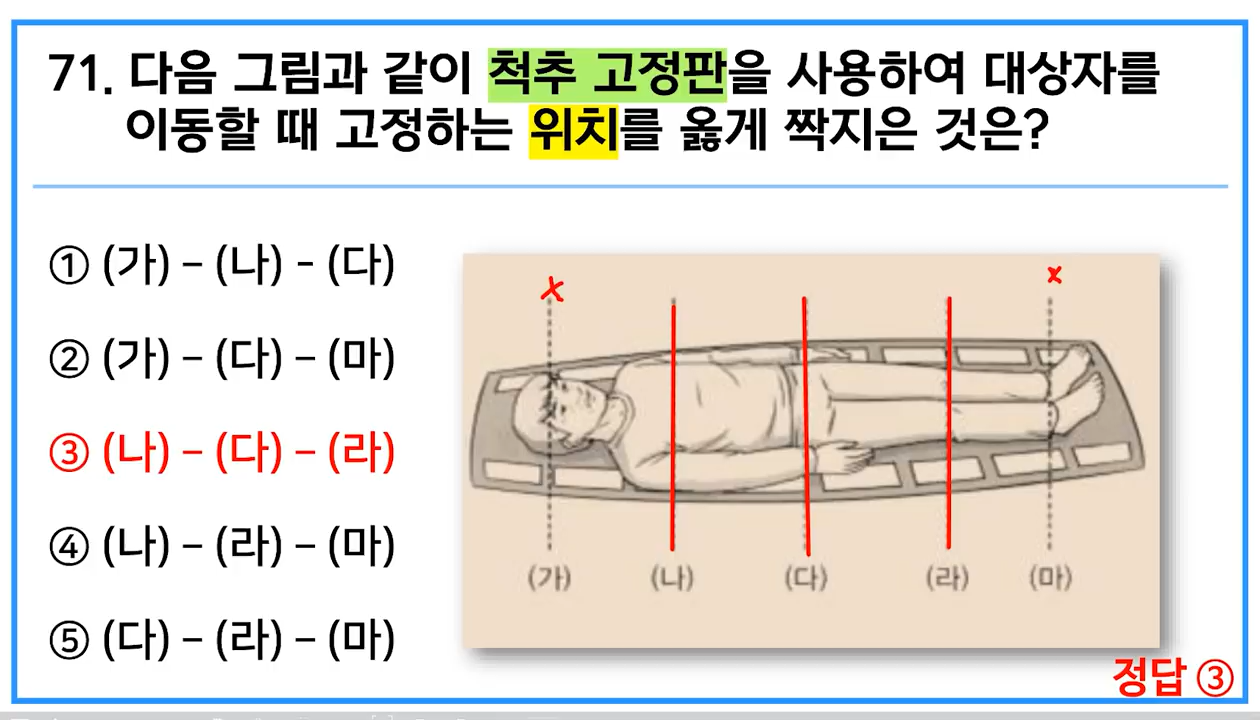 71. 다음 그림과 같이 척추 고정판을 사용하여 대상자를
이동할 때 고정하는 위치를 옳게 짝지은 것은?
① (가) – (나) - (다)
② (가) – (다) – (마)
③ (나) – (다) – (라)
④ (나) – (라) – (마)
⑤ (다) – (라) – (마)
(가) (나) (다) (라) (마)
정답 ③